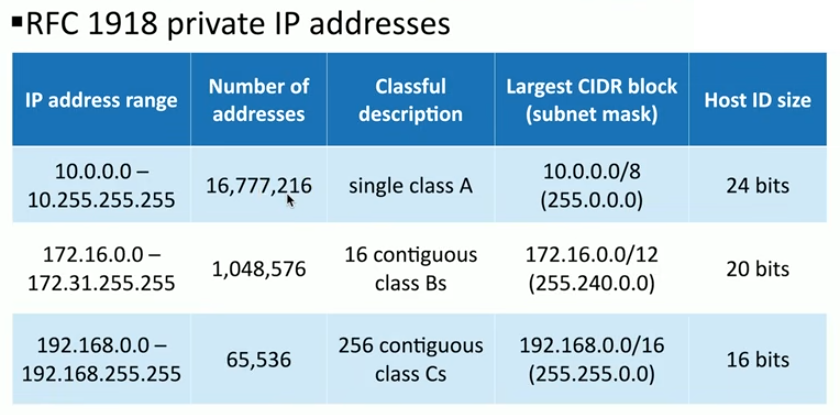 ▪RFC 1918 private IP addresses
IP address range
Number of
addresses
Classful
description
Largest CIDR block
(subnet mask)
Host ID size
10.0.0.0 –
10.255.255.255
16,777,216
single class A
10.0.0.0/8
(255.0.0.0)
24 bits
172.16.0.0 –
172.31.255.255
1,048,576
16 contiguous
class Bs
172.16.0.0/12
(255.240.0.0)
20 bits
192.168.0.0 –
192.168.255.255
65,536
256 contiguous
class Cs
192.168.0.0/16
(255.255.0.0)
16 bits